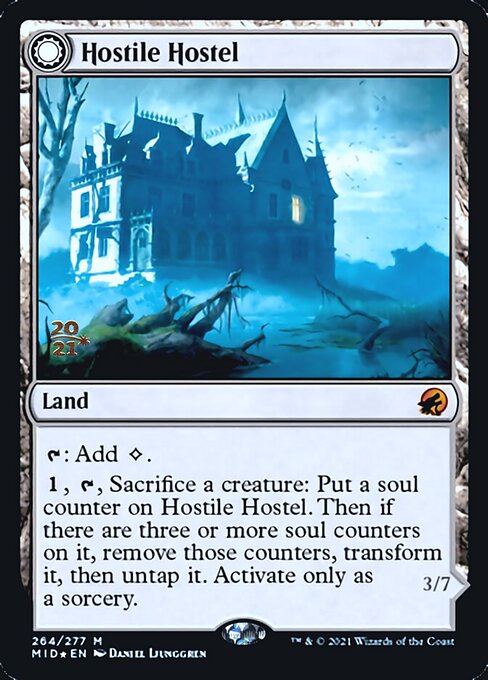 Hostile Hostel
20
21*
Land
: Add .
1, , Sacrifice a creature: Put a soul
counter on Hostile Hostel. Then if
there are three or more soul counters
on it, remove those counters, transform
it, then untap it. Activate only as
a sorcery.
3/7
264/277 M
MID★EN Daniel Ljunggren
™ & © 2021 Wizards of the Coast